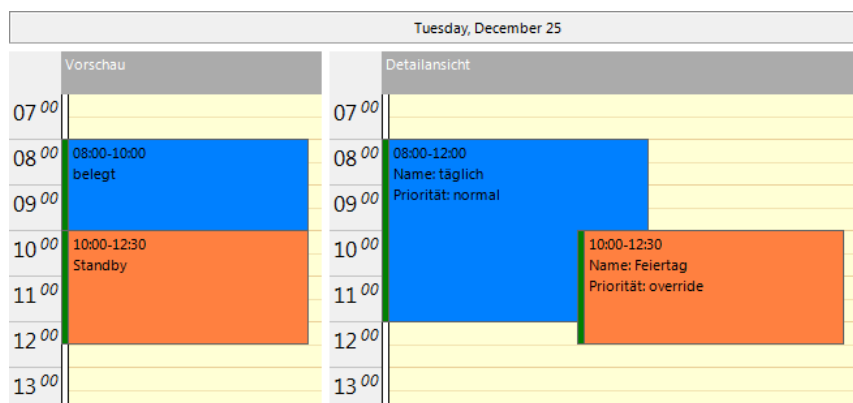 Tuesday, December 25
Vorschau
07 00
08 00
09 00
10 00
11 00
12 00
13 00
08:00-10:00
belegt
10:00-12:30
Standby
Detailansicht
07 00
08 00
09 00
10 00
11 00
12 00
13 00
08:00-12:00
Name: täglich
Priorität: normal
10:00-12:30
Name: Feiertag
Priorität: override